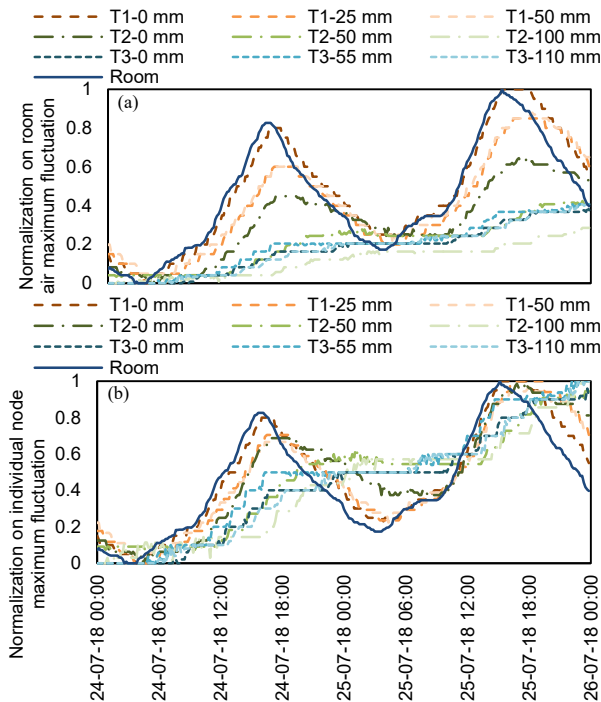 T1-0 mm T1-25 mm T1-50 mm
T2-0 mm T2-50 mm T2-100 mm
T3-0 mm T3-55 mm T3-110 mm
Room
Normalization on room
air maximum fluctuation
(a)
1
0.8
0.6
0.4
0.2
0
T1-0 mm T1-25 mm T1-50 mm
T2-0 mm T2-50 mm T2-100 mm
T3-0 mm T3-55 mm T3-110 mm
Room
Normalization on individual node
maximum fluctuation
(b)
1
0.8
0.6
0.4
0.2
0
24-07-18 00:00
24-07-18 06:00
24-07-18 12:00
24-07-18 18:00
25-07-18 00:00
25-07-18 06:00
25-07-18 12:00
25-07-18 18:00
26-07-18 00:00